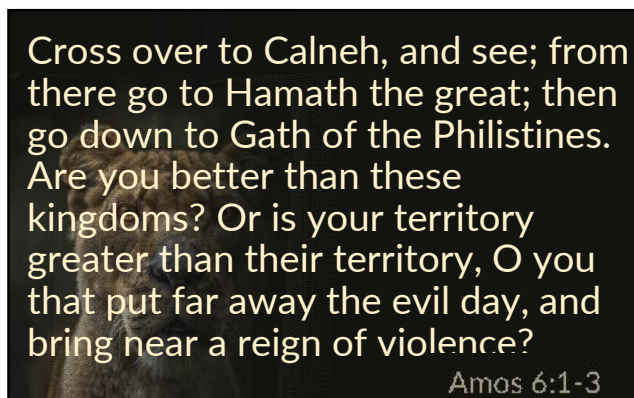 Cross over to Calneh, and see; from
there go to Hamath the great; then
go down to Gath of the Philistines.
Are you better than these
kingdoms? Or is your territory
greater than their territory, O you
that put far away the evil day, and
bring near a reign of violence?
Amos 6:1-3